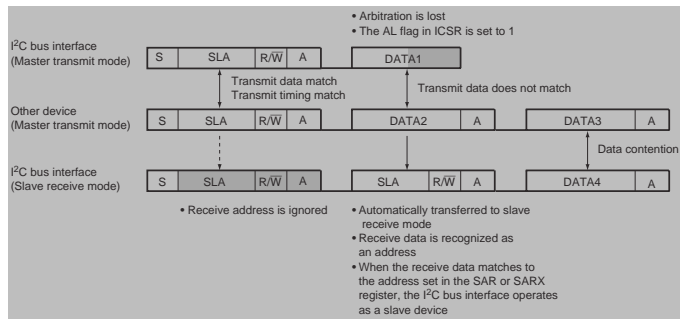 • Arbitration is lost
• The AL flag in ICSR is set to 1
I²C bus interface
(Master transmit mode)
S SLA R/W̅ A DATA1
Transmit data match
Transmit timing match
Transmit data does not match
Other device
(Master transmit mode)
S SLA R/W̅ A DATA2 A DATA3 A
Data contention
I²C bus interface
(Slave receive mode)
S SLA R/W̅ A SLA R/W̅ A DATA4 A
• Receive address is ignored
• Automatically transferred to slave
receive mode
• Receive data is recognized as
an address
• When the receive data matches to
the address set in the SAR or SARX
register, the I²C bus interface operates
as a slave device